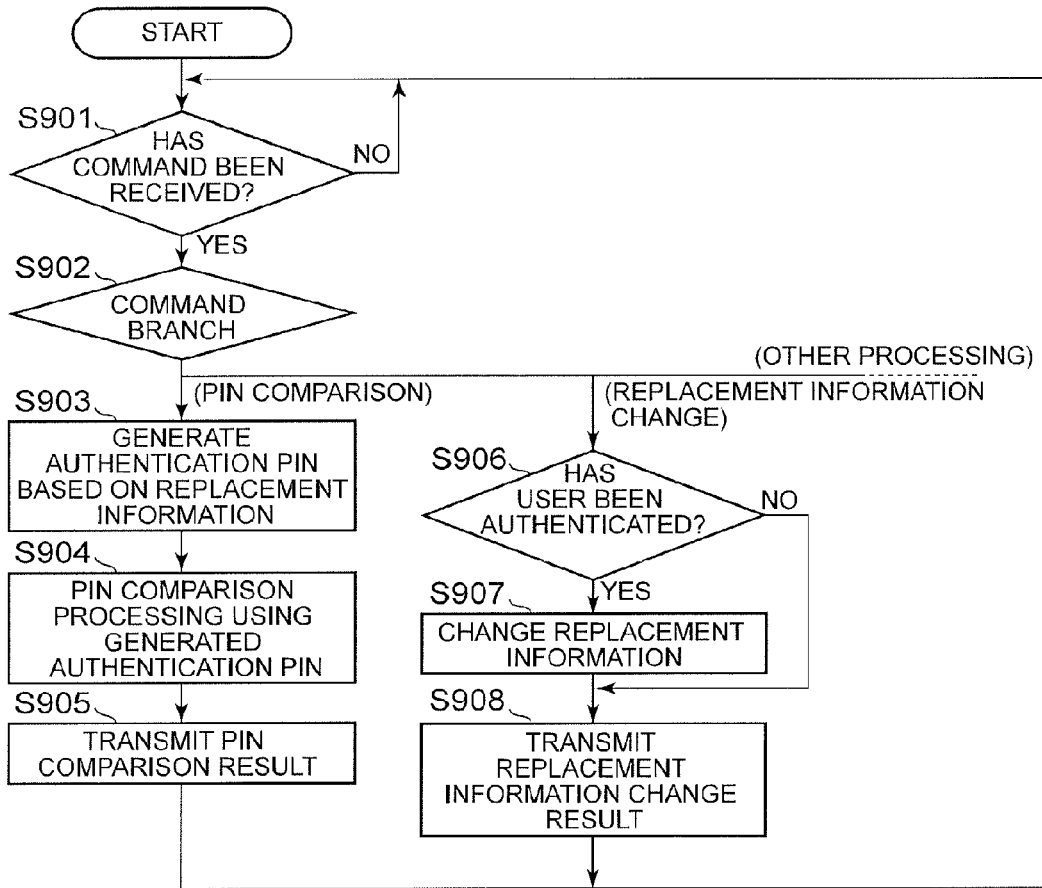 START
S901
HAS
COMMAND BEEN
RECEIVED?
NO
YES
S902
COMMAND
BRANCH
(OTHER PROCESSING)
(PIN COMPARISON)
(REPLACEMENT INFORMATION
CHANGE)
S903
GENERATE
AUTHENTICATION PIN
BASED ON REPLACEMENT
INFORMATION
S904
PIN COMPARISON
PROCESSING USING
GENERATED
AUTHENTICATION PIN
S905
TRANSMIT PIN
COMPARISON RESULT
S906
HAS
USER BEEN
AUTHENTICATED?
NO
YES
S907
CHANGE REPLACEMENT
INFORMATION
S908
TRANSMIT
REPLACEMENT
INFORMATION CHANGE
RESULT